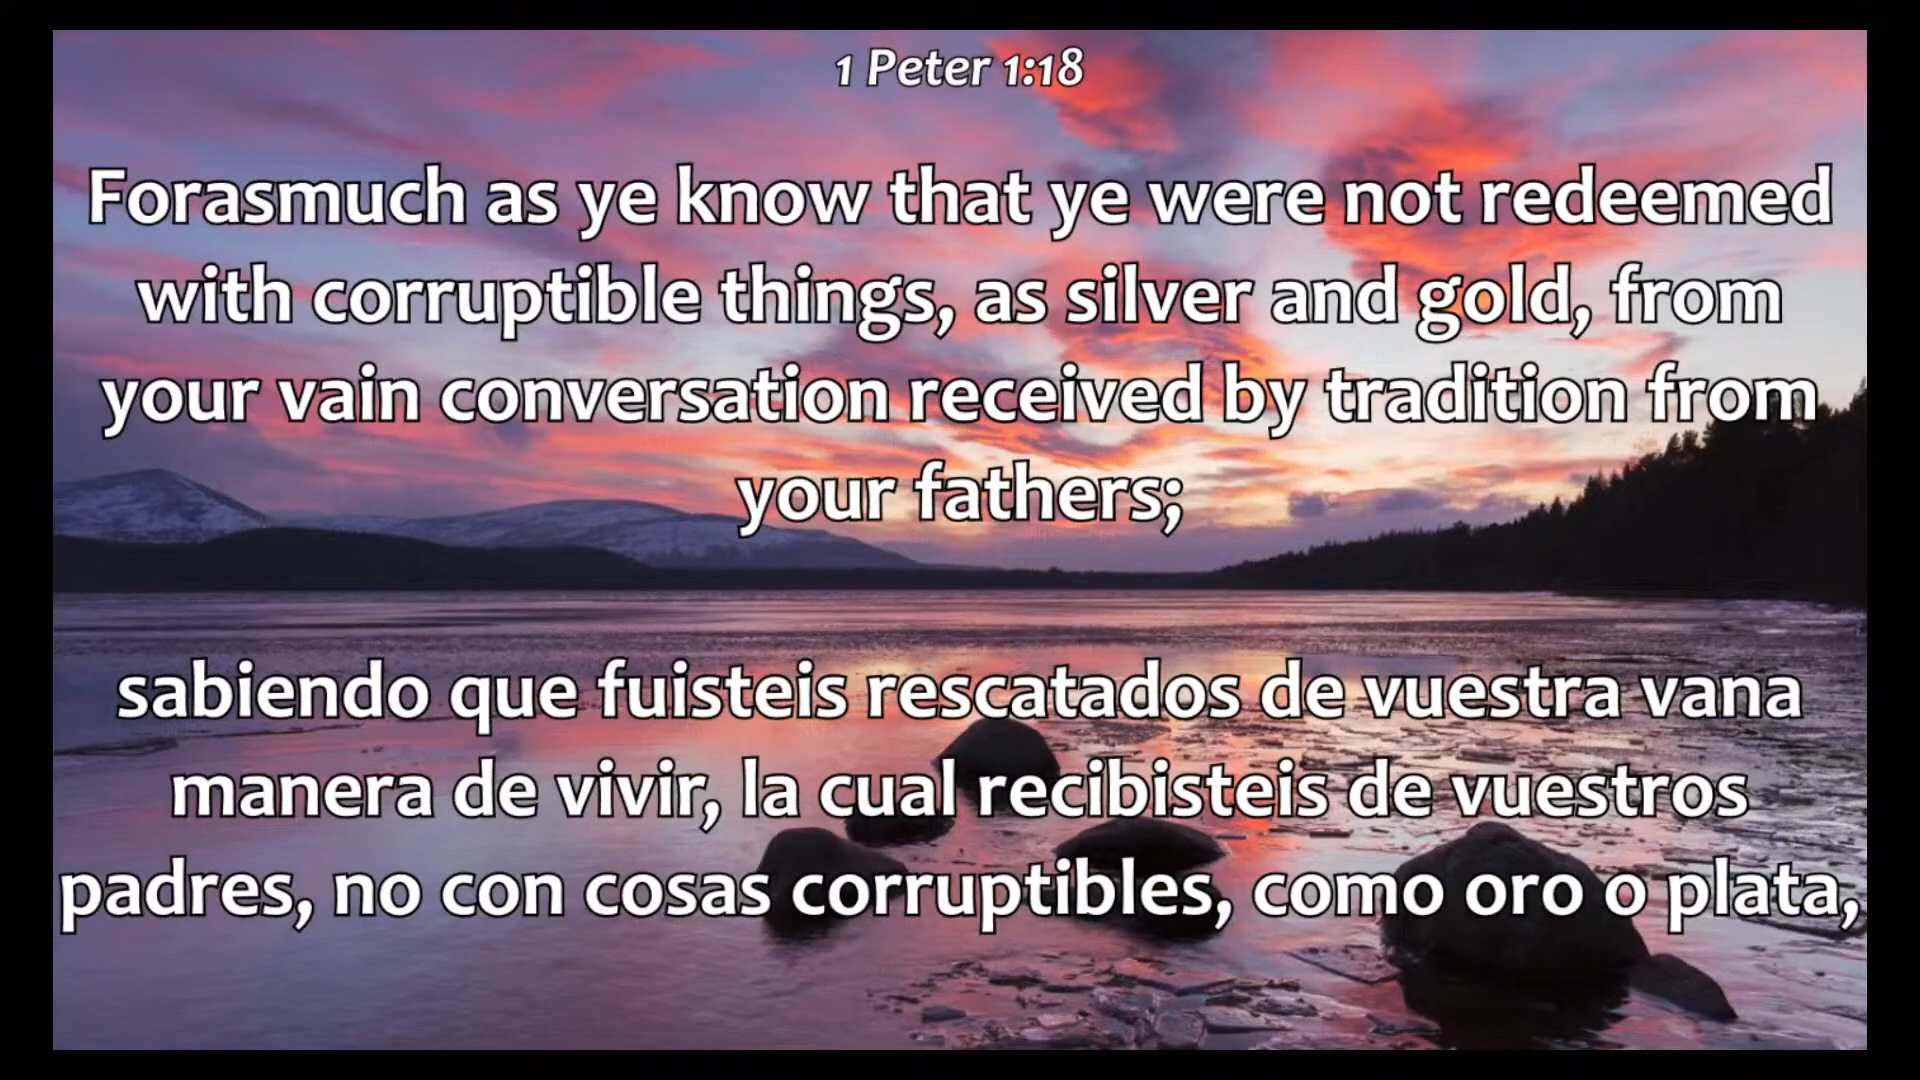 1 Peter 1:18
Forasmuch as ye know that ye were not redeemed
with corruptible things, as silver and gold, from
your vain conversation received by tradition from
your fathers;
sabiendo que fuisteis rescatados de vuestra vana
manera de vivir, la cual recibisteis de vuestros
padres, no con cosas corruptibles, como oro o plata,